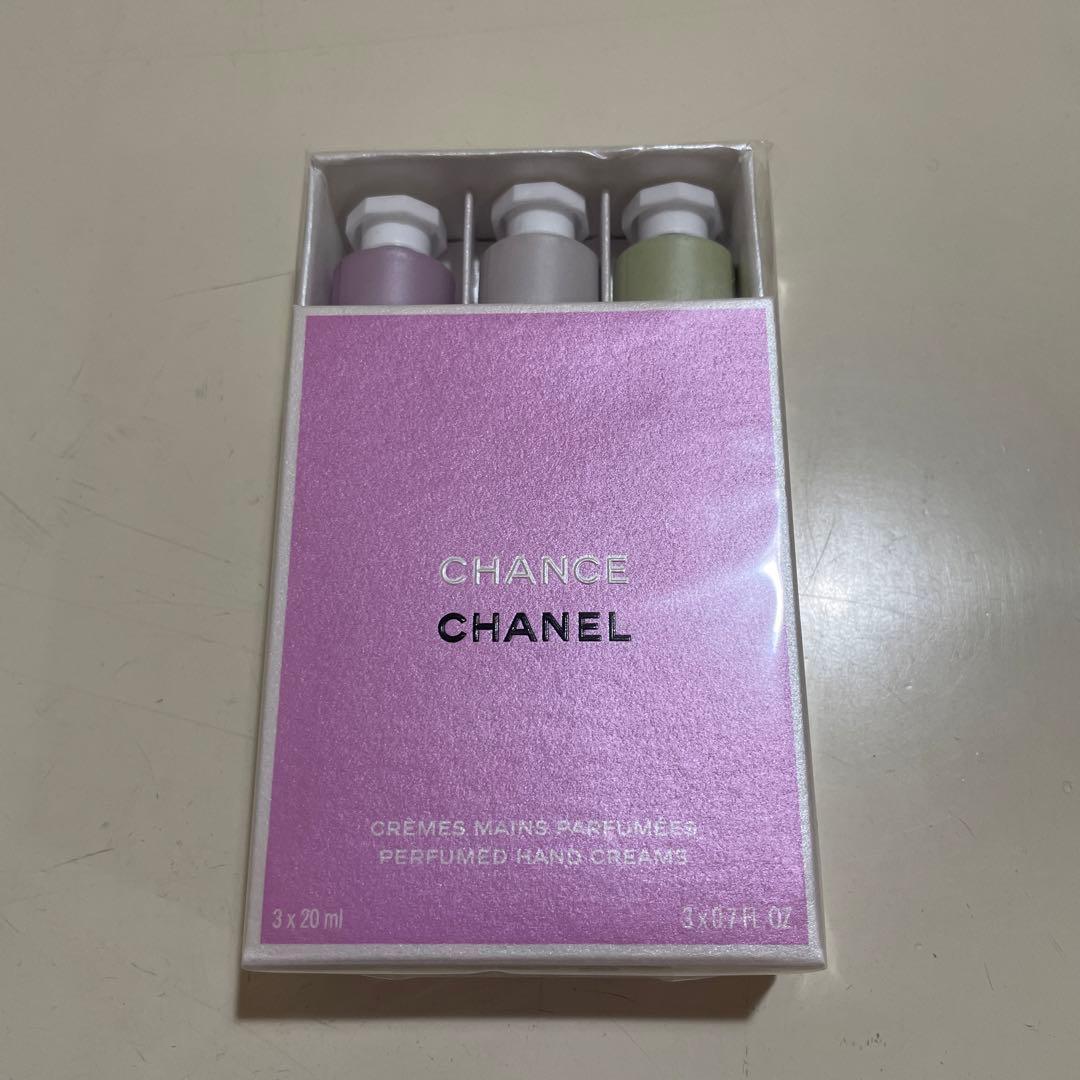 CHANCE
CHANEL
CRÈMES MAINS PARFUMÉES
PERFUMED HAND CREAMS
3 x 20 ml
3 x 0.7 FL. OZ